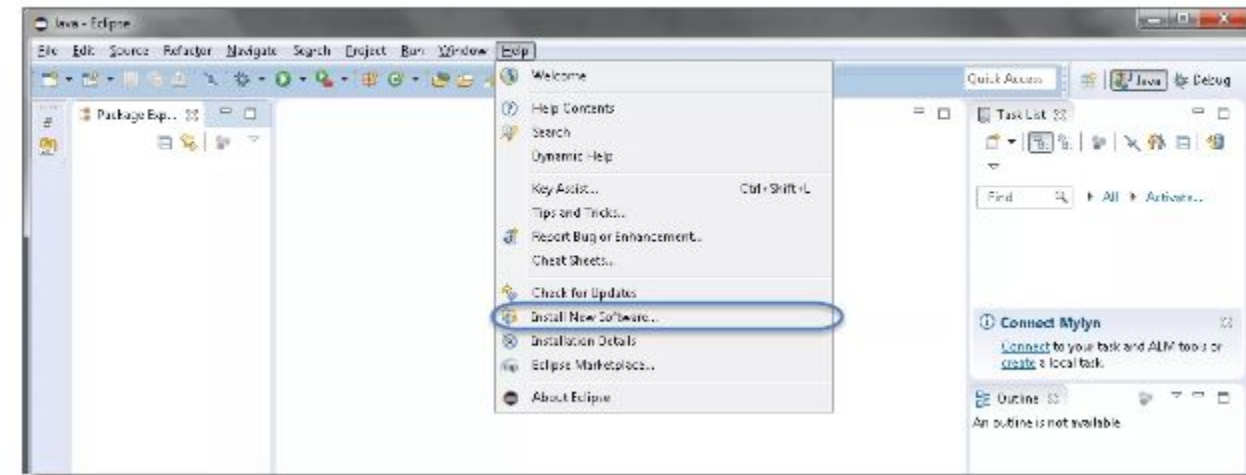 Java - Eclipse
File Edit Source Refactor Navigate Search Project Run Window Help
Quick Access
Java
Debug
Package Exp...
Welcome
Help Contents
Search
Dynamic Help
Key Assist... Ctrl+Shift+L
Tips and Tricks...
Report Bug or Enhancement...
Cheat Sheets...
Check for Updates
Install New Software...
Installation Details
Eclipse Marketplace...
About Eclipse
Task List
Find All Activate...
Connect Mylyn
Connect to your task and ALM tools or
create a local task.
Outline
An outline is not available.